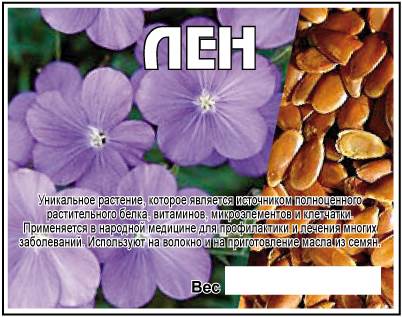 ЛЕН
Уникальное растение, которое является источником полноценного
растительного белка, витаминов, микроэлементов и клетчатки.
Применяется в народной медицине для профилактики и лечения многих
заболеваний. Используют на волокно и на приготовление масла из семян.
Вес